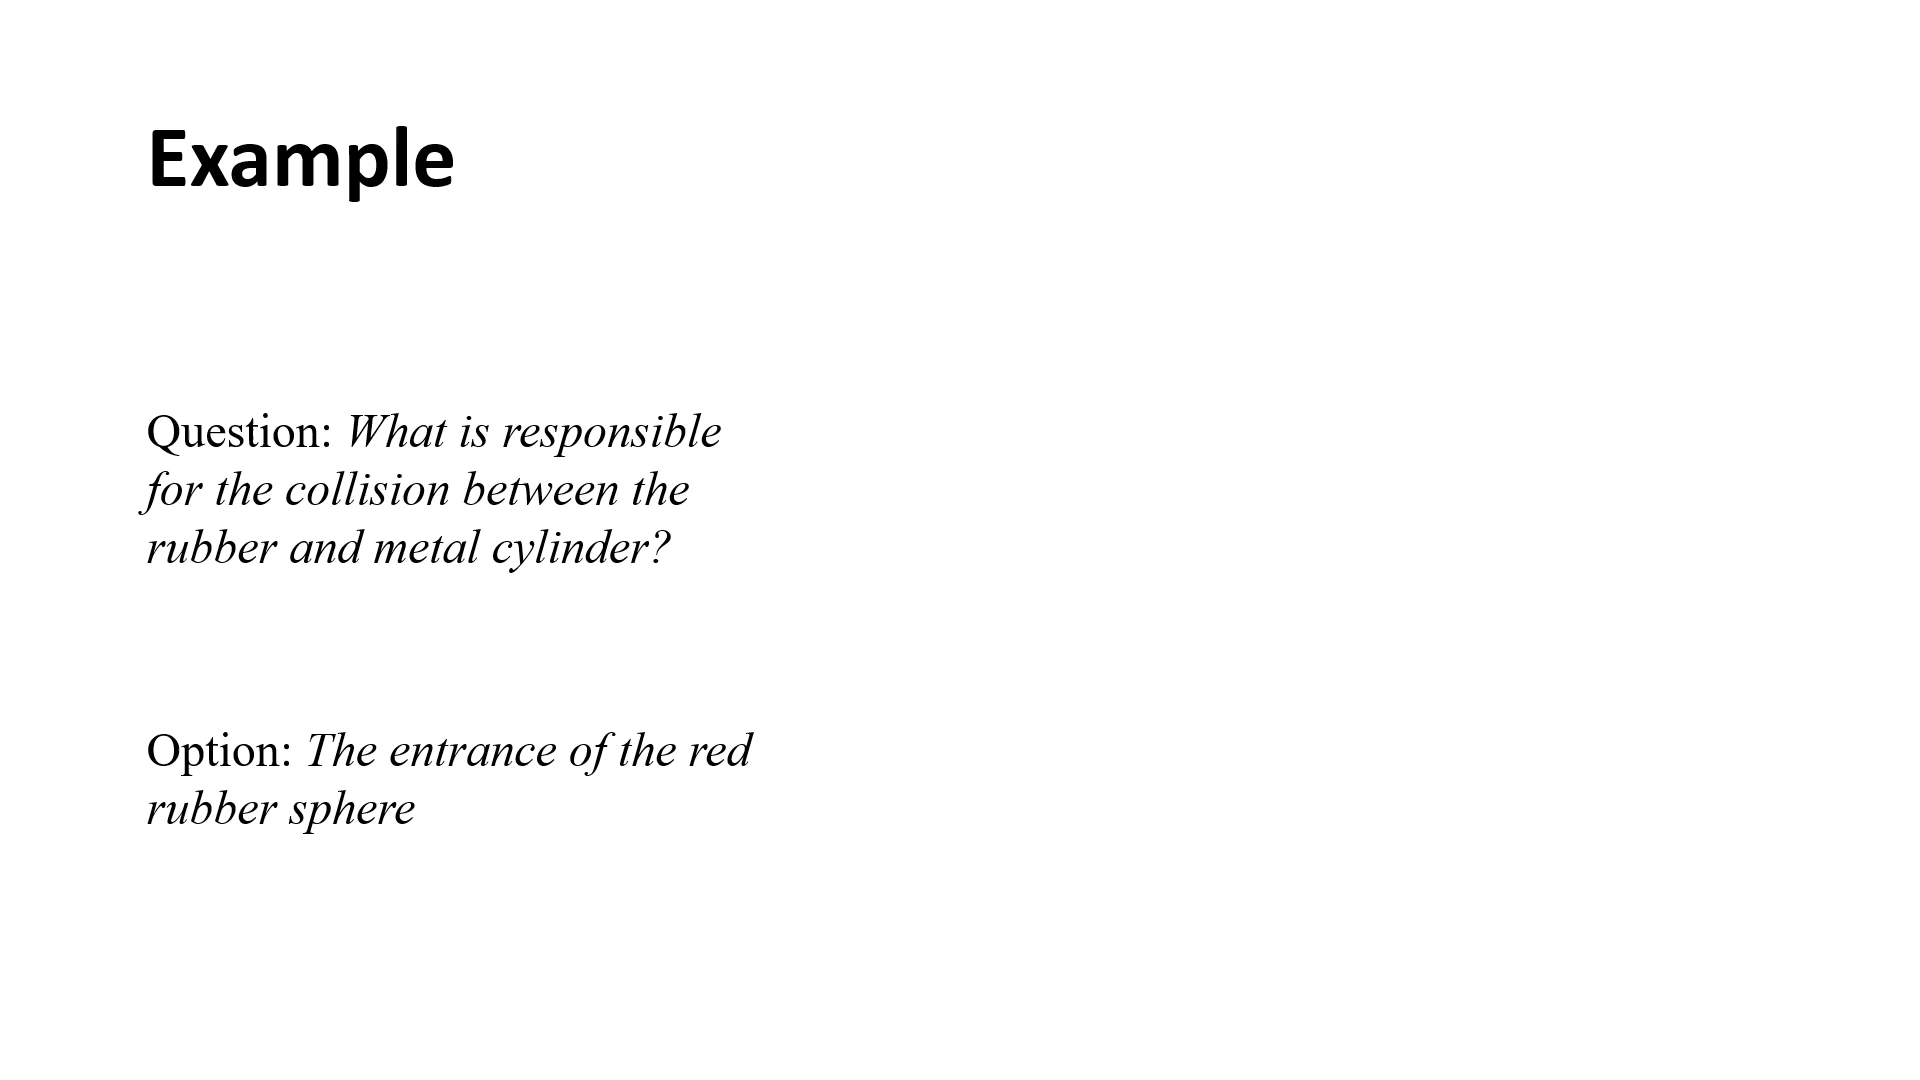 Example
Question: What is responsible
for the collision between the
rubber and metal cylinder?
Option: The entrance of the red
rubber sphere